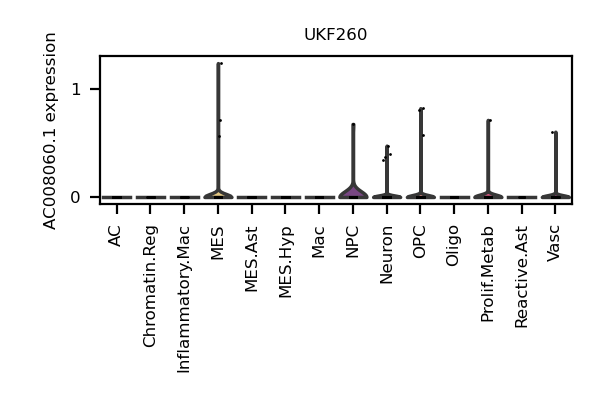 UKF260
AC008060.1 expression
1
0
AC
Chromatin.Reg
Inflammatory.Mac
MES
MES.Ast
MES.Hyp
Mac
NPC
Neuron
OPC
Oligo
Prolif.Metab
Reactive.Ast
Vasc